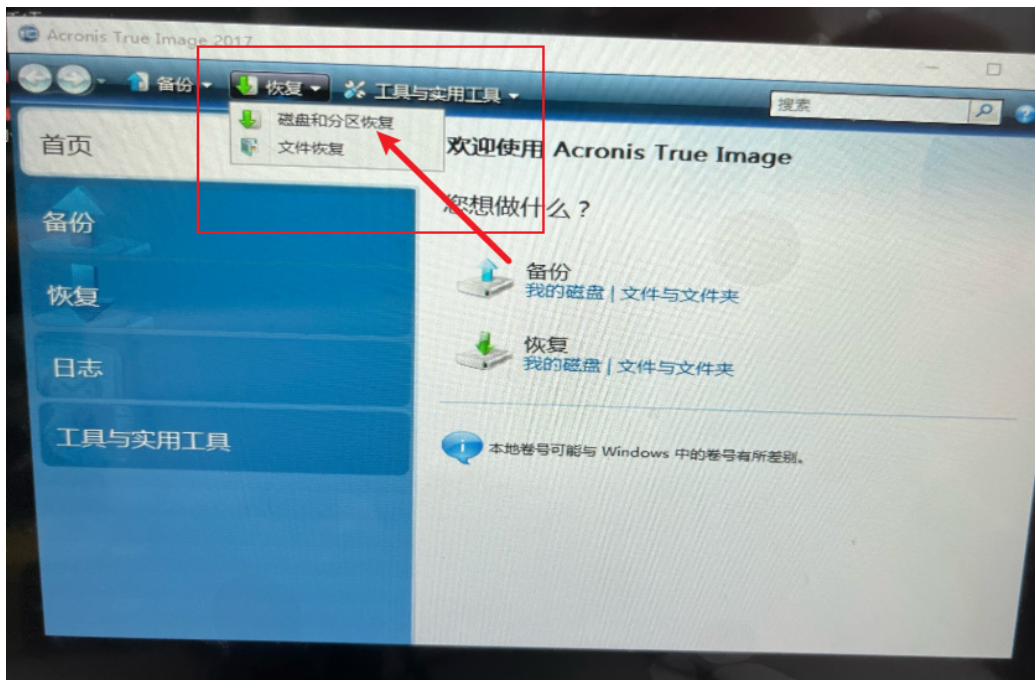 Acronis True Image 2017
备份 恢复 工具与实用工具 搜索
磁盘和分区恢复
文件恢复
首页
备份
恢复
日志
工具与实用工具
欢迎使用 Acronis True Image
您想做什么？
备份
我的磁盘 | 文件与文件夹
恢复
我的磁盘 | 文件与文件夹
本地卷号可能与 Windows 中的卷号有所差别。